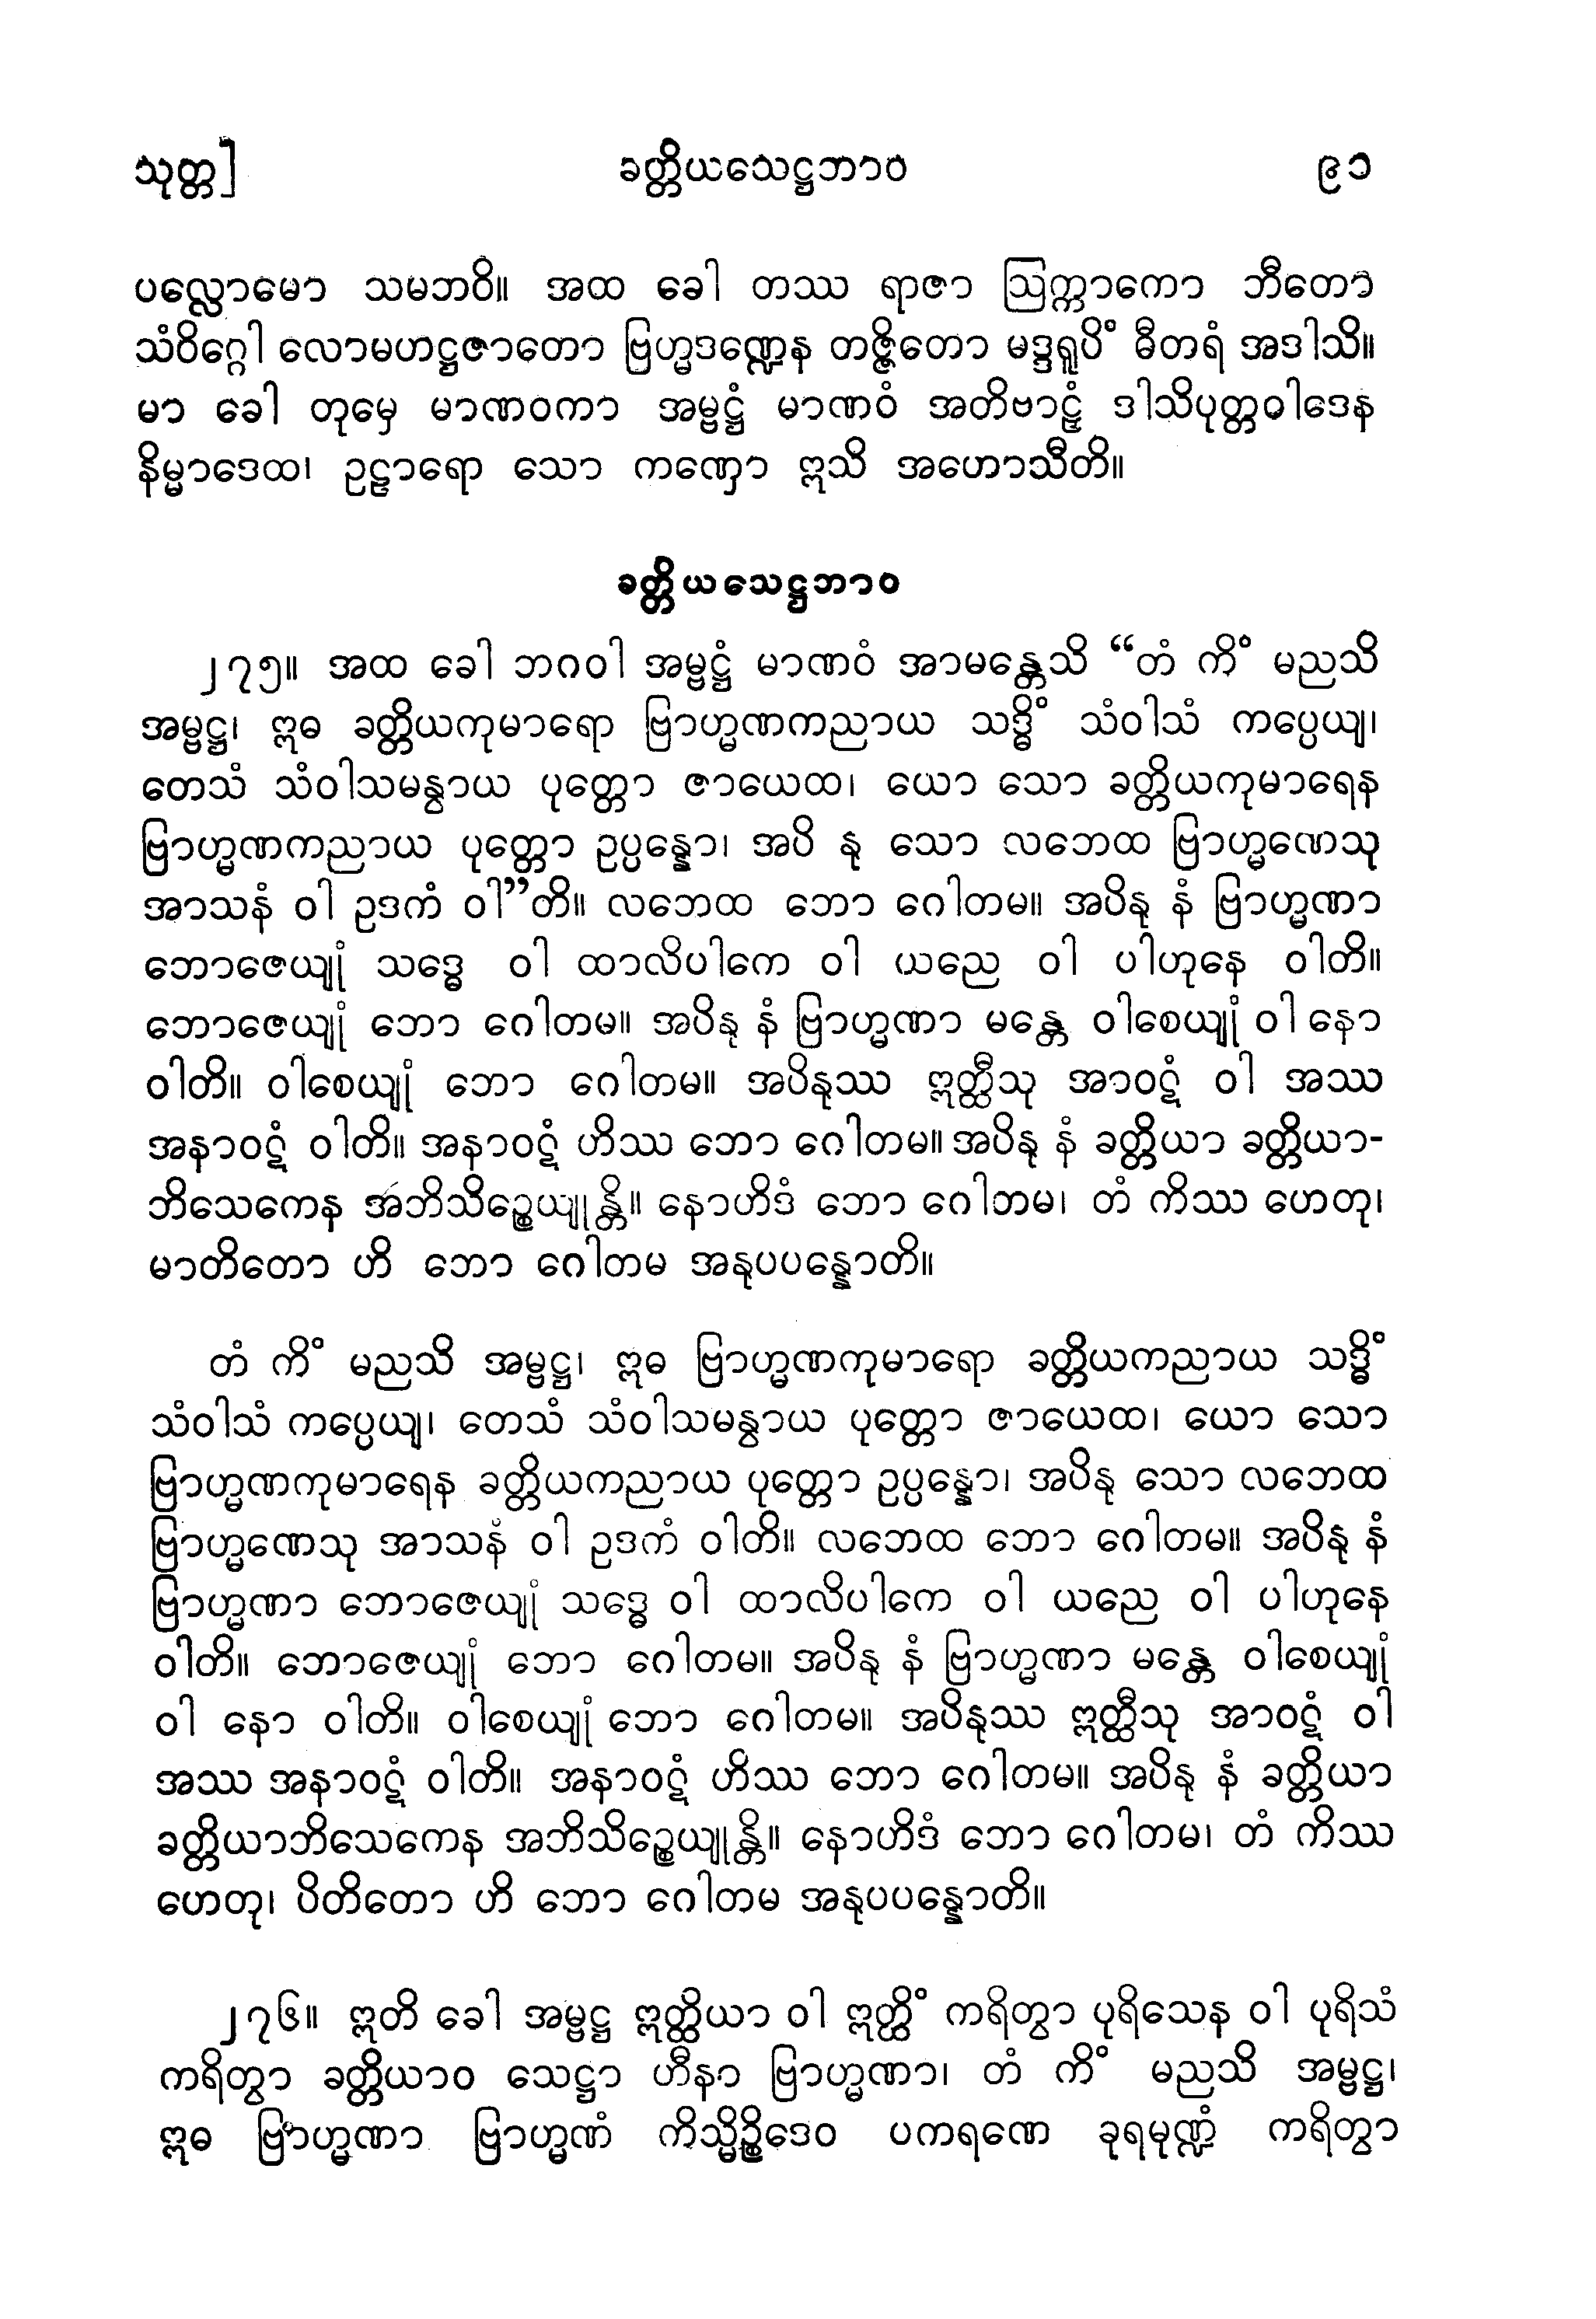 သုတ္တ]
ခတ္တိယသေဋ္ဌဘာဝ
၉၁
ပလ္လောမော သမဘဝိ။ အထ ခေါ တဿ ရာဇာ ဩက္ကာကော ဘီတော
သံဝိဂ္ဂေါ လောမဟဋ္ဌဇာတော ဗြဟ္မဒဏ္ဍေန တဇ္ဇိတော မဒ္ဒရူပိံ ဓီတရံ အဒါသိ။
မာ ခေါ တုမှေ မာဏဝကာ အမ္ဗဋ္ဌံ မာဏဝံ အတိဗာဠှံ ဒါသိပုတ္တဝါဒေန
နိမ္မာဒေထ၊ ဥဠာရော သော ကဏှော ဣသိ အဟောသီတိ။
ခတ္တိယသေဋ္ဌဘာဝ
၂၇၅။ အထ ခေါ ဘဂဝါ အမ္ဗဋ္ဌံ မာဏဝံ အာမန္တေသိ “တံ ကိံ မညသိ
အမ္ဗဋ္ဌ၊ ဣဓ ခတ္တိယကုမာရော ဗြာဟ္မဏကညာယ သဒ္ဓိံ သံဝါသံ ကပ္ပေယျ၊
တေသံ သံဝါသမန္ဝာယ ပုတ္တော ဇာယေထ၊ ယော သော ခတ္တိယကုမာရေန
ဗြာဟ္မဏကညာယ ပုတ္တော ဥပ္ပန္နော၊ အပိ နု သော လဘေထ ဗြာဟ္မဏေသု
အာသနံ ဝါ ဥဒကံ ဝါ”တိ။ လဘေထ ဘော ဂေါတမ။ အပိနု နံ ဗြာဟ္မဏာ
ဘောဇေယျုံ သဒ္ဓေ ဝါ ထာလိပါကေ ဝါ ယညေ ဝါ ပါဟုနေ ဝါတိ။
ဘောဇေယျုံ ဘော ဂေါတမ။ အပိနု နံ ဗြာဟ္မဏာ မန္တေ ဝါစေယျုံ ဝါ နော
ဝါတိ။ ဝါစေယျုံ ဘော ဂေါတမ။ အပိနုဿ ဣတ္ထီသု အာဝဋံ ဝါ အဿ
အနာဝဋံ ဝါတိ။ အနာဝဋံ ဟိဿ ဘော ဂေါတမ။ အပိနု နံ ခတ္တိယာ ခတ္တိယာ-
ဘိသေကေန အဘိသိဉ္စေယျုန္တိ။ နောဟိဒံ ဘော ဂေါတမ၊ တံ ကိဿ ဟေတု၊
မာတိတော ဟိ ဘော ဂေါတမ အနုပပန္နောတိ။
တံ ကိံ မညသိ အမ္ဗဋ္ဌ၊ ဣဓ ဗြာဟ္မဏကုမာရော ခတ္တိယကညာယ သဒ္ဓိံ
သံဝါသံ ကပ္ပေယျ၊ တေသံ သံဝါသမန္ဝာယ ပုတ္တော ဇာယေထ၊ ယော သော
ဗြာဟ္မဏကုမာရေန ခတ္တိယကညာယ ပုတ္တော ဥပ္ပန္နော၊ အပိနု သော လဘေထ
ဗြာဟ္မဏေသု အာသနံ ဝါ ဥဒကံ ဝါတိ။ လဘေထ ဘော ဂေါတမ။ အပိနု နံ
ဗြာဟ္မဏာ ဘောဇေယျုံ သဒ္ဓေ ဝါ ထာလိပါကေ ဝါ ယညေ ဝါ ပါဟုနေ
ဝါတိ။ ဘောဇေယျုံ ဘော ဂေါတမ။ အပိနု နံ ဗြာဟ္မဏာ မန္တေ ဝါစေယျုံ
ဝါ နော ဝါတိ။ ဝါစေယျုံ ဘော ဂေါတမ။ အပိနုဿ ဣတ္ထီသု အာဝဋံ ဝါ
အဿ အနာဝဋံ ဝါတိ။ အနာဝဋံ ဟိဿ ဘော ဂေါတမ။ အပိနု နံ ခတ္တိယာ
ခတ္တိယာဘိသေကေန အဘိသိဉ္စေယျုန္တိ။ နောဟိဒံ ဘော ဂေါတမ၊ တံ ကိဿ
ဟေတု၊ ပိတိတော ဟိ ဘော ဂေါတမ အနုပပန္နောတိ။
၂၇၆။ ဣတိ ခေါ အမ္ဗဋ္ဌ ဣတ္ထိယာ ဝါ ဣတ္ထိံ ကရိတွာ ပုရိသေန ဝါ ပုရိသံ
ကရိတွာ ခတ္တိယာဝ သေဋ္ဌာ ဟီနာ ဗြာဟ္မဏာ၊ တံ ကိံ မညသိ အမ္ဗဋ္ဌ၊
ဣဓ ဗြာဟ္မဏာ ဗြာဟ္မဏံ ကိသ္မိဉ္စိဒေဝ ပကရဏေ ခုရမုဏ္ဍံ ကရိတွာ